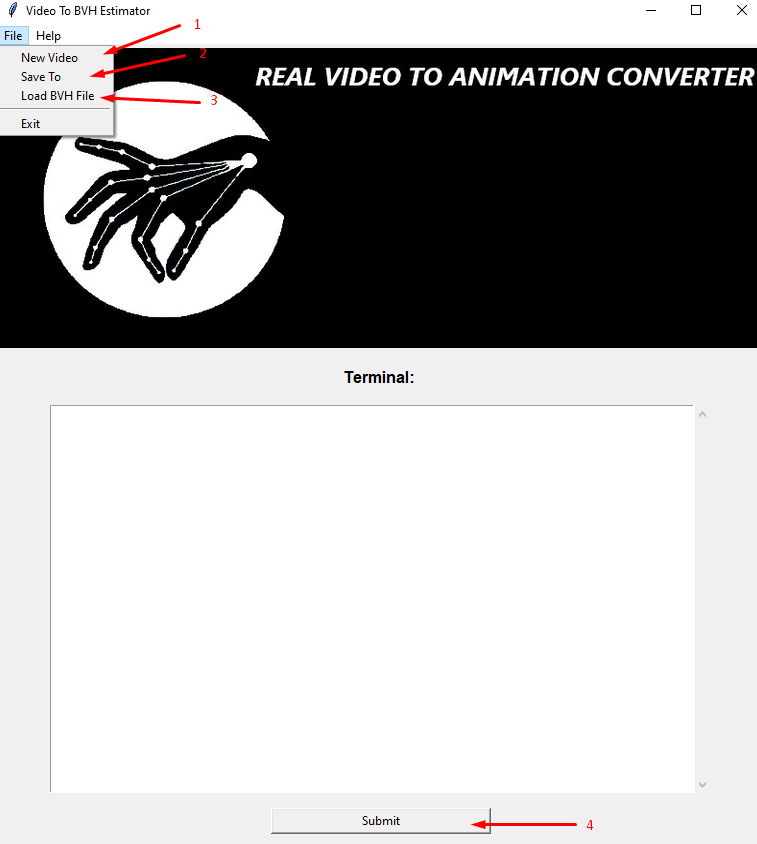 Video To BVH Estimator
1
File Help
New Video
2
Save To
REAL VIDEO TO ANIMATION CONVERTER
Load BVH File
3
Exit
Terminal:
Submit
4